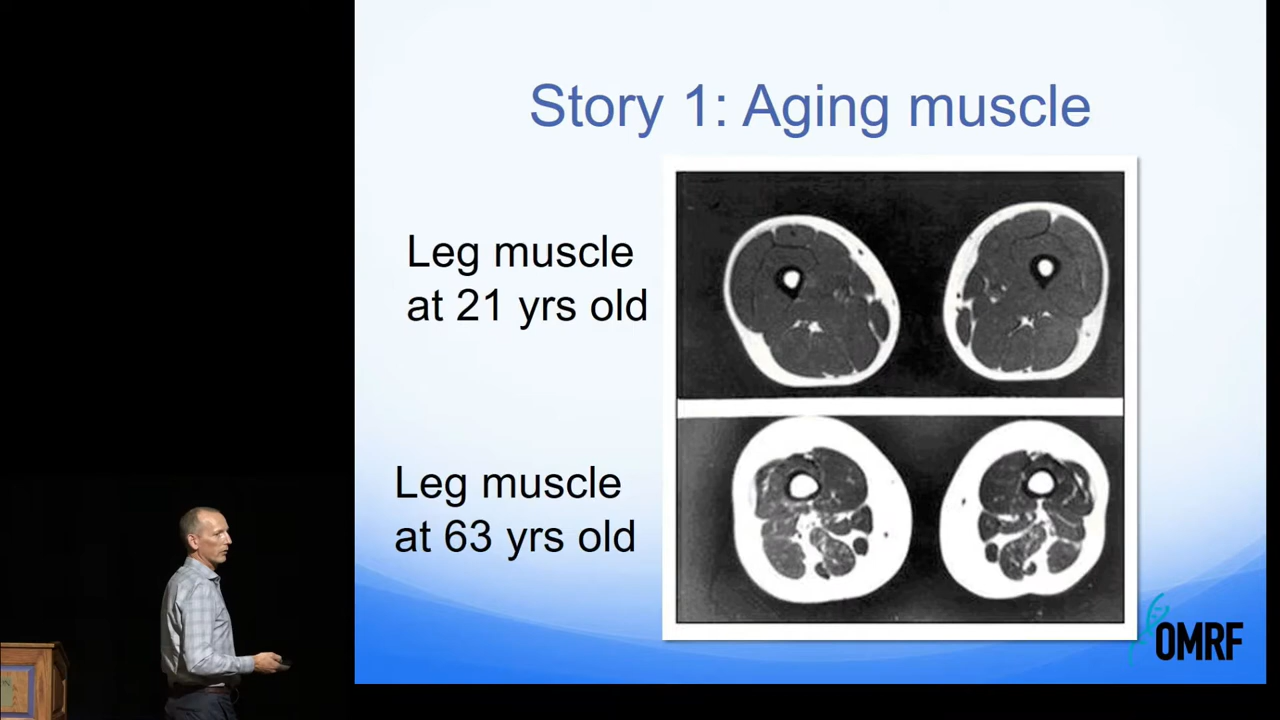 Story 1: Aging muscle
Leg muscle
at 21 yrs old
Leg muscle
at 63 yrs old
OMRF